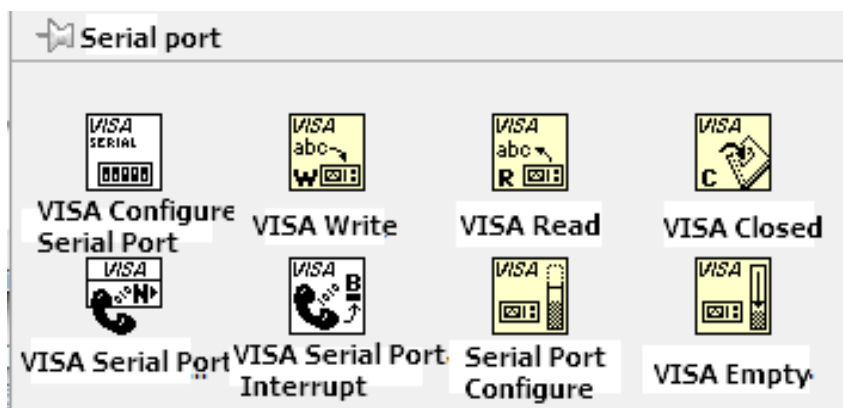 Serial port
VISA
SERIAL
VISA
abc
W
VISA
abc
R
VISA
C
VISA Configure
Serial Port
VISA Write
VISA Read
VISA Closed
VISA
N
VISA
B
VISA
VISA
VISA Serial Port
VISA Serial Port
Interrupt
Serial Port
Configure
VISA Empty